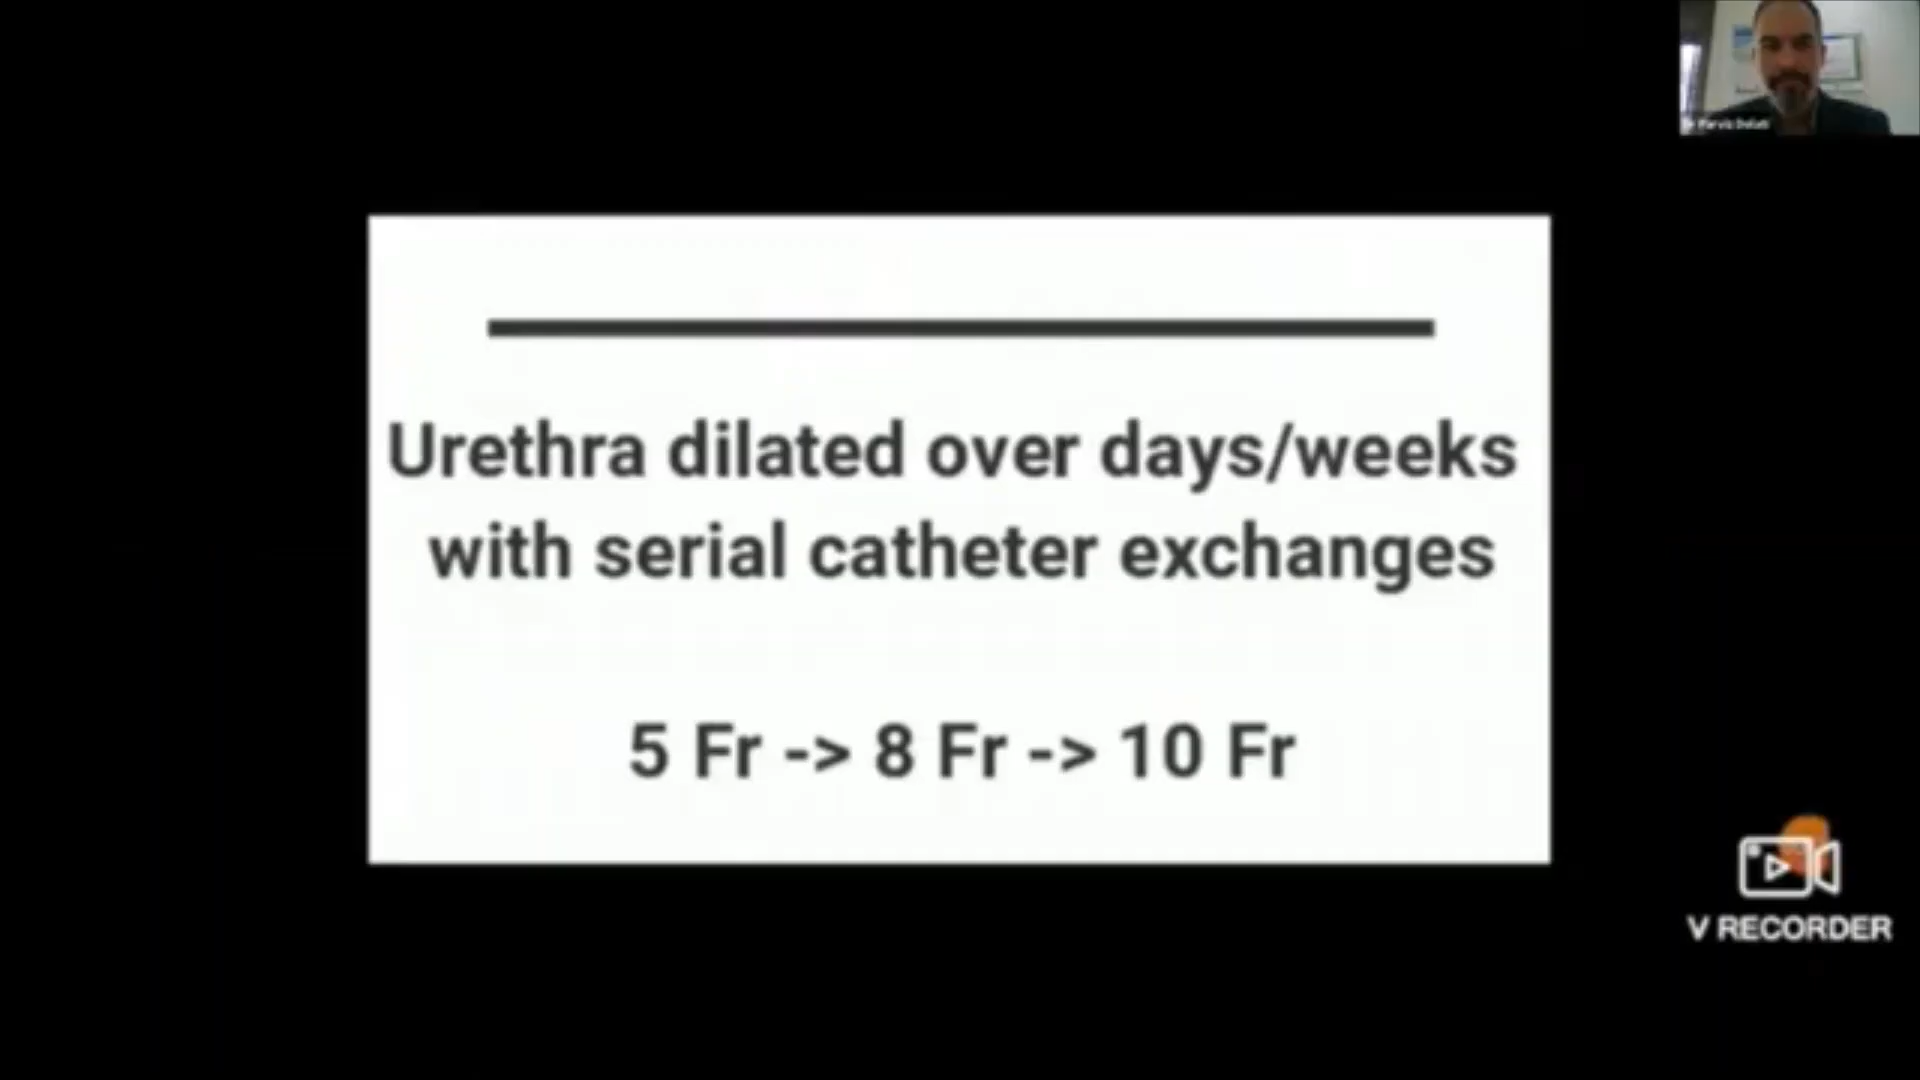 Urethra dilated over days/weeks
with serial catheter exchanges
5 Fr -> 8 Fr -> 10 Fr
V RECORDER